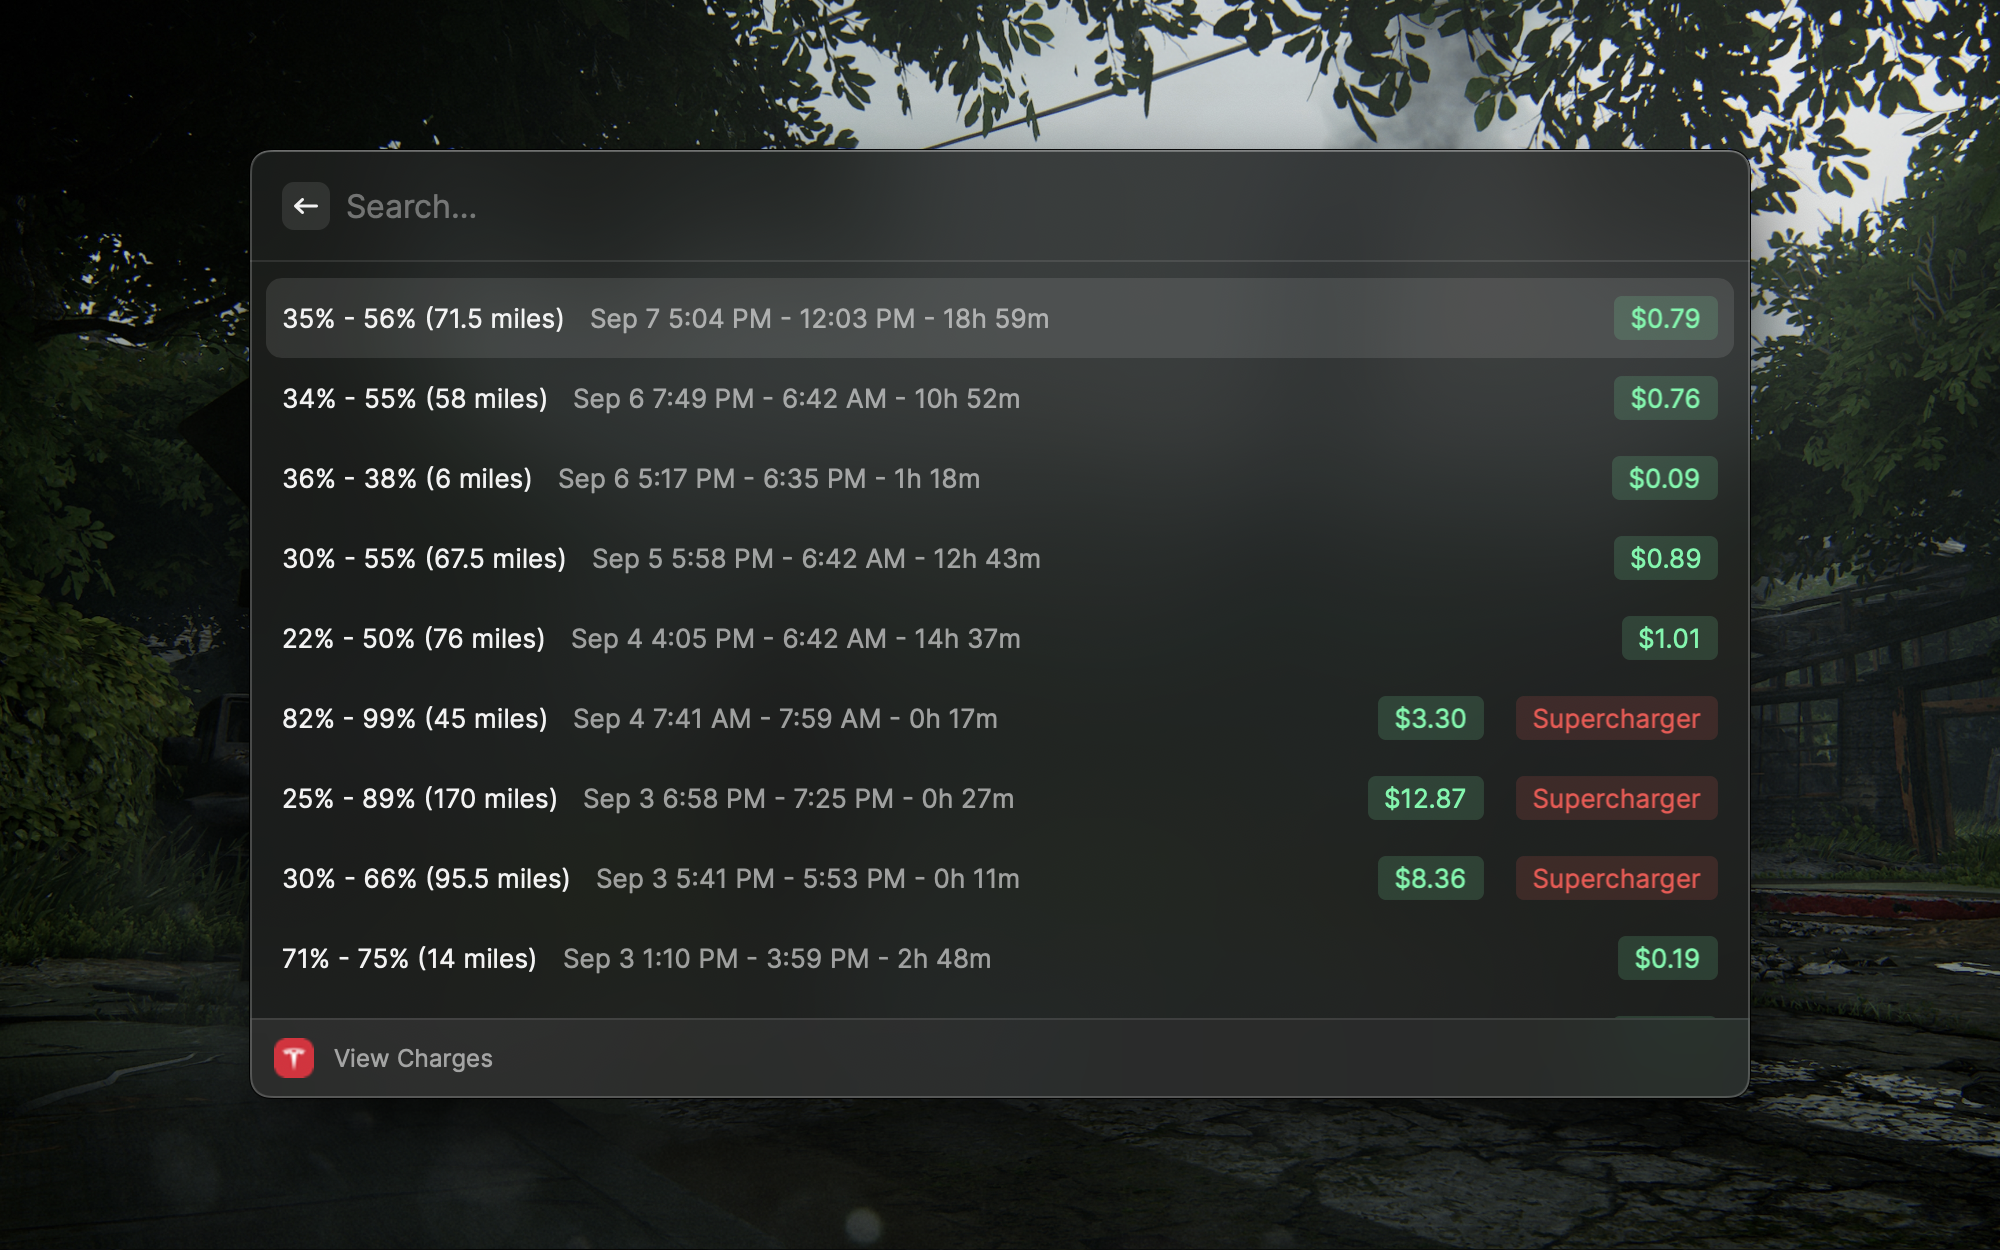 Search...
35% - 56% (71.5 miles) Sep 7 5:04 PM - 12:03 PM - 18h 59m $0.79
34% - 55% (58 miles) Sep 6 7:49 PM - 6:42 AM - 10h 52m $0.76
36% - 38% (6 miles) Sep 6 5:17 PM - 6:35 PM - 1h 18m $0.09
30% - 55% (67.5 miles) Sep 5 5:58 PM - 6:42 AM - 12h 43m $0.89
22% - 50% (76 miles) Sep 4 4:05 PM - 6:42 AM - 14h 37m $1.01
82% - 99% (45 miles) Sep 4 7:41 AM - 7:59 AM - 0h 17m $3.30 Supercharger
25% - 89% (170 miles) Sep 3 6:58 PM - 7:25 PM - 0h 27m $12.87 Supercharger
30% - 66% (95.5 miles) Sep 3 5:41 PM - 5:53 PM - 0h 11m $8.36 Supercharger
71% - 75% (14 miles) Sep 3 1:10 PM - 3:59 PM - 2h 48m $0.19
View Charges